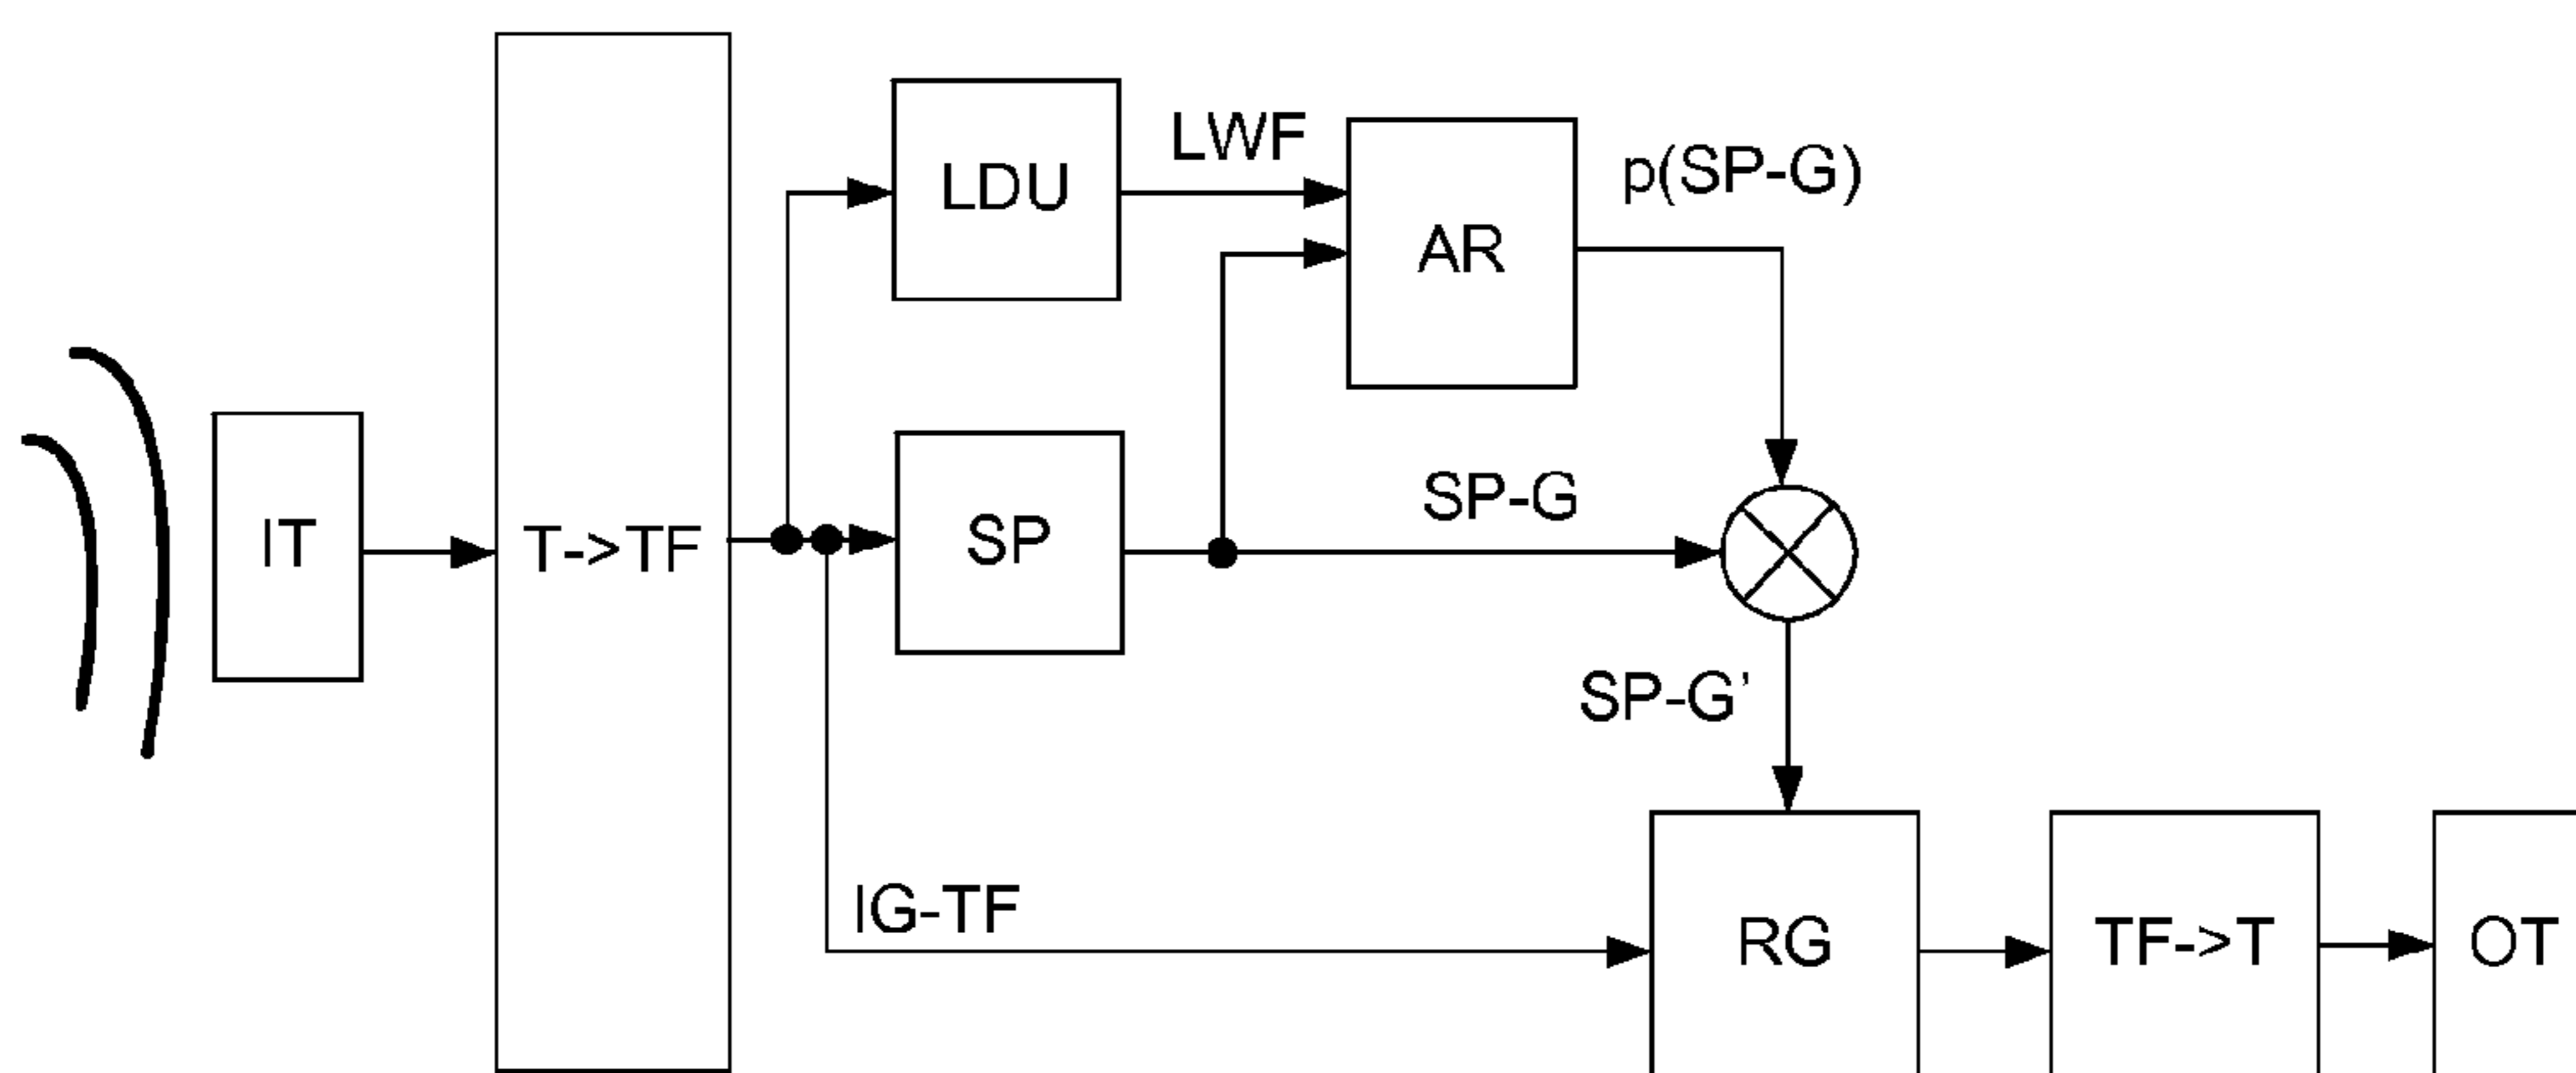 LDU
LWF
AR
p(SP-G)
IT
T->TF
SP
SP-G
SP-G’
IG-TF
RG
TF->T
OT